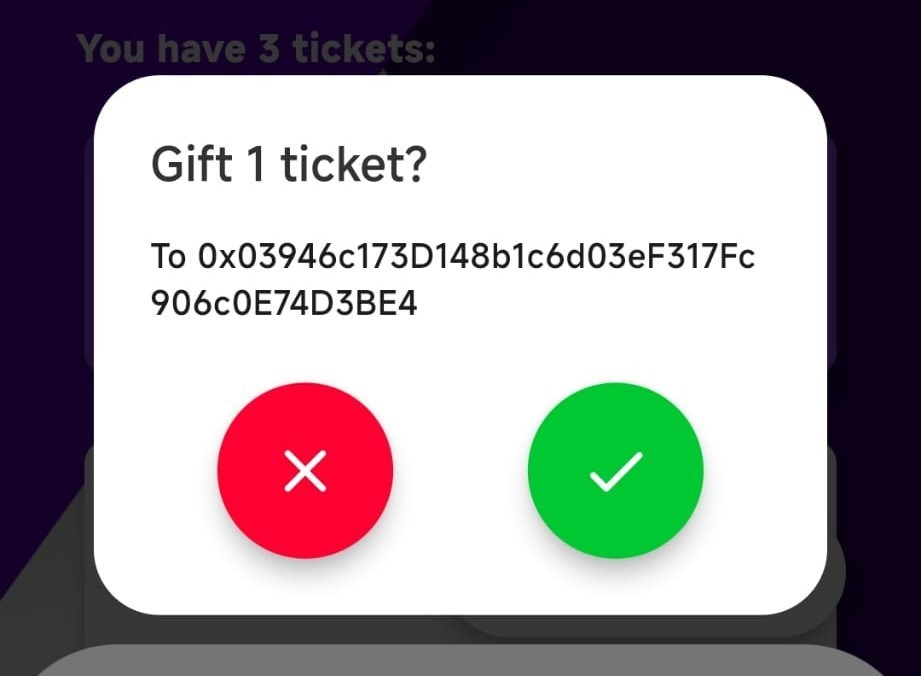 You have 3 tickets:
Gift 1 ticket?
To 0x03946c173D148b1c6d03eF317Fc
906c0E74D3BE4